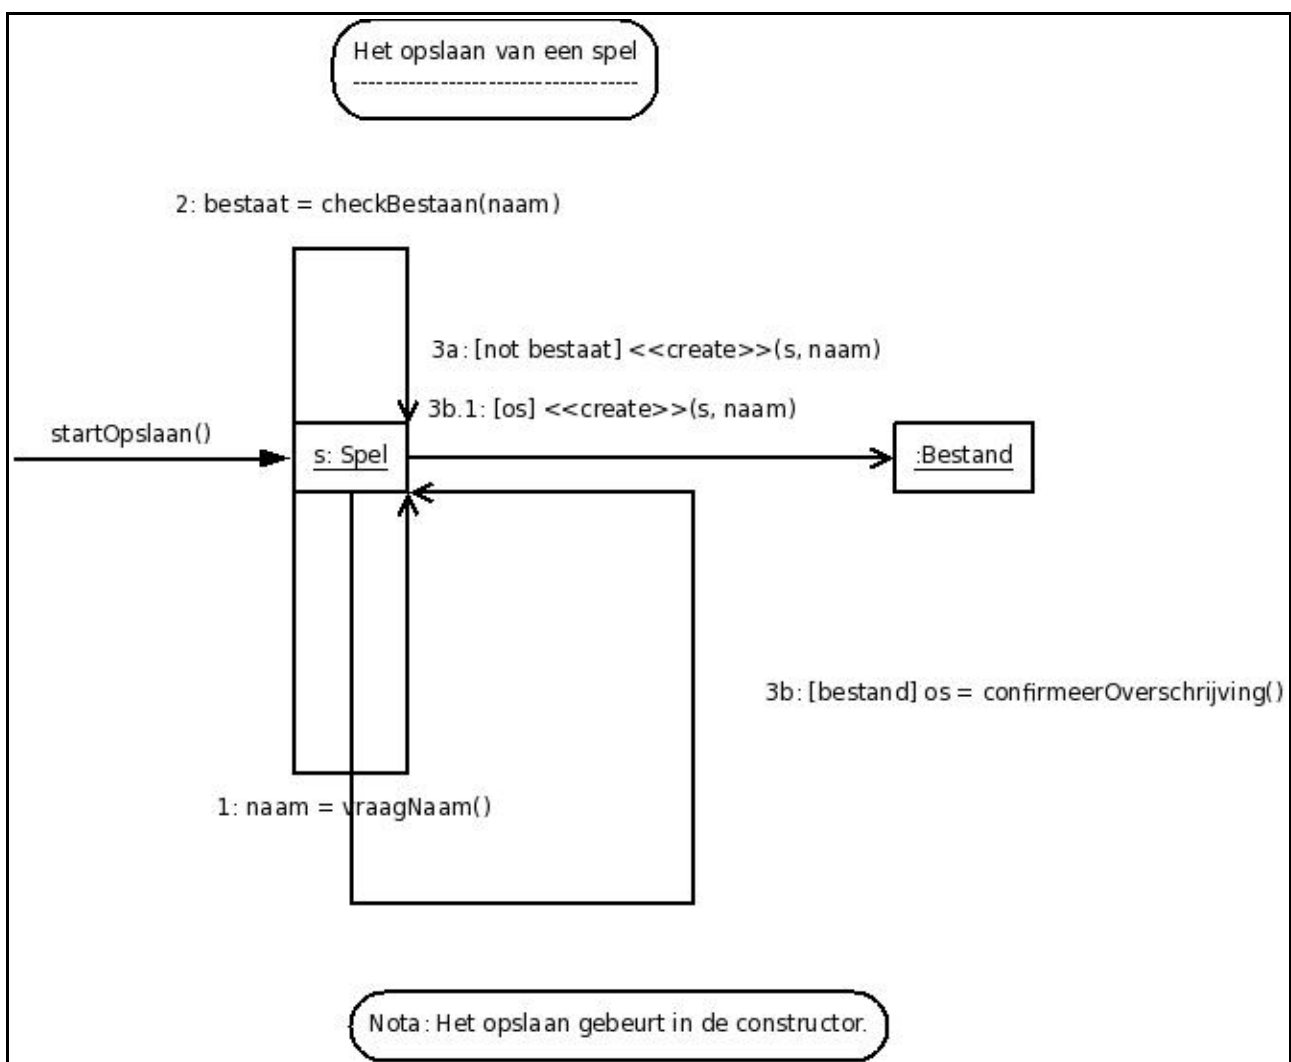 Het opslaan van een spel
------------------------------------
2: bestaat = checkBestaan(naam)
3a: [not bestaat] <<create>>(s, naam)
3b.1: [os] <<create>>(s, naam)
startOpslaan()
s: Spel
:Bestand
3b: [bestand] os = confirmeerOverschrijving()
1: naam = vraagNaam()
Nota: Het opslaan gebeurt in de constructor.